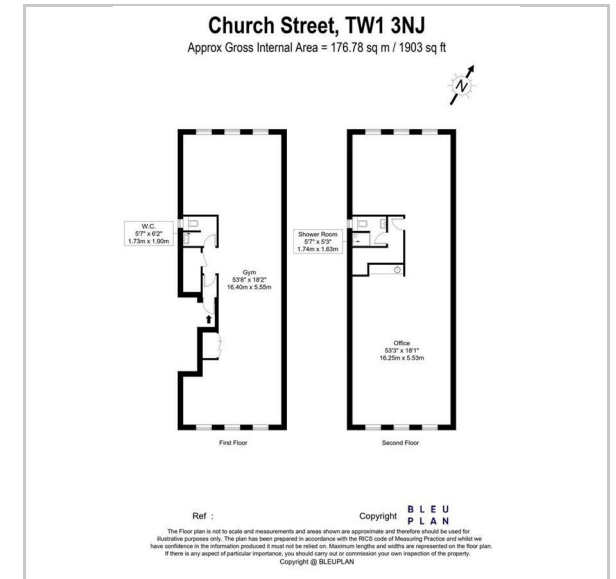 Church Street, TW1 3NJ
Approx Gross Internal Area = 176.78 sq m / 1903 sq ft
N
W.C.
5'7" x 6'2"
1.73m x 1.90m
Gym
53'8" x 18'2"
16.40m x 5.55m
First Floor
Shower Room
5'7" x 5'3"
1.74m x 1.63m
Office
53'3" x 18'1"
16.25m x 5.53m
Second Floor
Ref :
Copyright
BLEU
PLAN
The Floor plan is not to scale and measurements and areas shown are approximate and therefore should be used for
illustrative purposes only. The plan has been prepared in accordance with the RICS code of Measuring Practice and whilst we
have confidence in the information produced it must not be relied on. Maximum lengths and widths are represented on the floor plan.
If there is any aspect of particular importance, you should carry out or commission your own inspection of the property.
Copyright @ BLEUPLAN